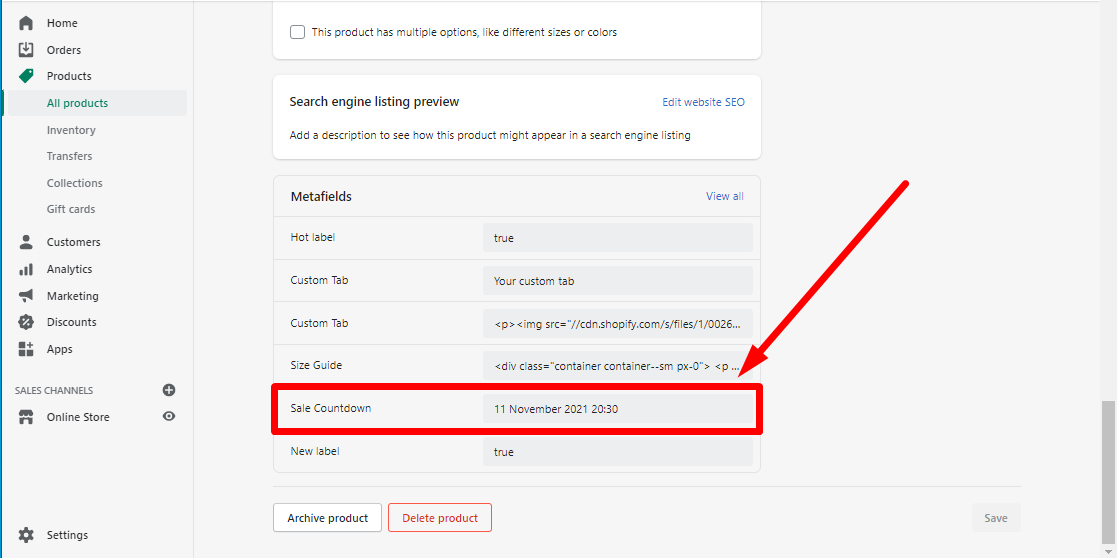 Home
Orders
Products
All products
Inventory
Transfers
Collections
Gift cards
Customers
Analytics
Marketing
Discounts
Apps
SALES CHANNELS
Online Store
Settings
This product has multiple options, like different sizes or colors
Search engine listing preview Edit website SEO
Add a description to see how this product might appear in a search engine listing
Metafields View all
Hot label true
Custom Tab Your custom tab
Custom Tab <p><img src="//cdn.shopify.com/s/files/1/0026...
Size Guide <div class="container container--sm px-0"> <p ...
Sale Countdown 11 November 2021 20:30
New label true
Archive product Delete product Save